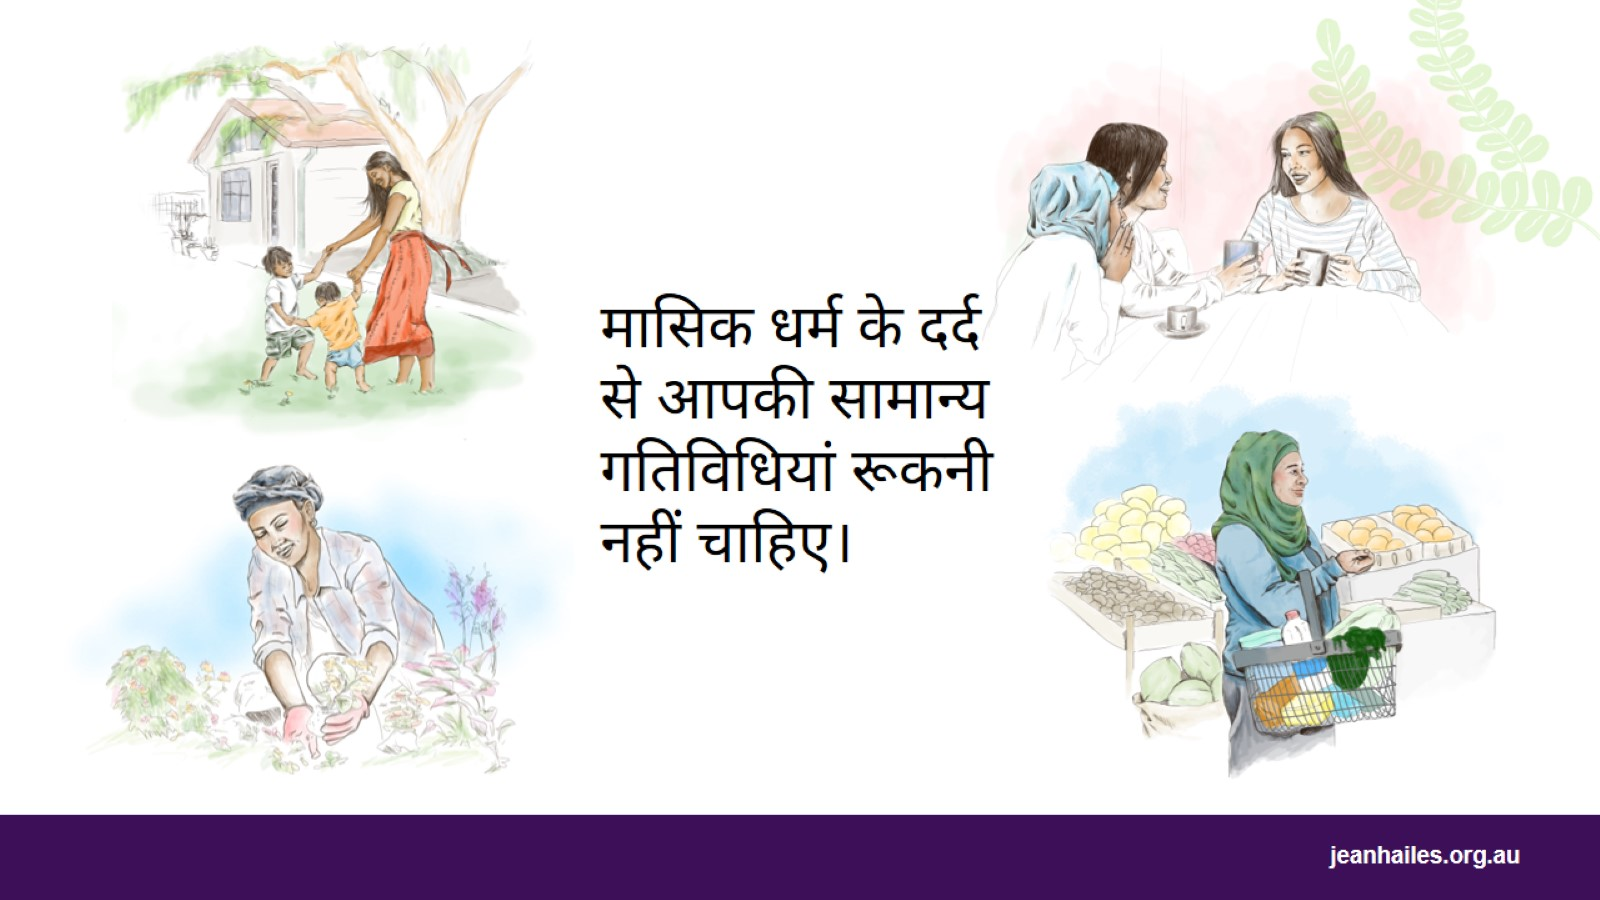 मासिक धर्म के दर्द
से आपकी सामान्य
गतिविधियां रूकनी
नहीं चाहिए।
jeanhailes.org.au